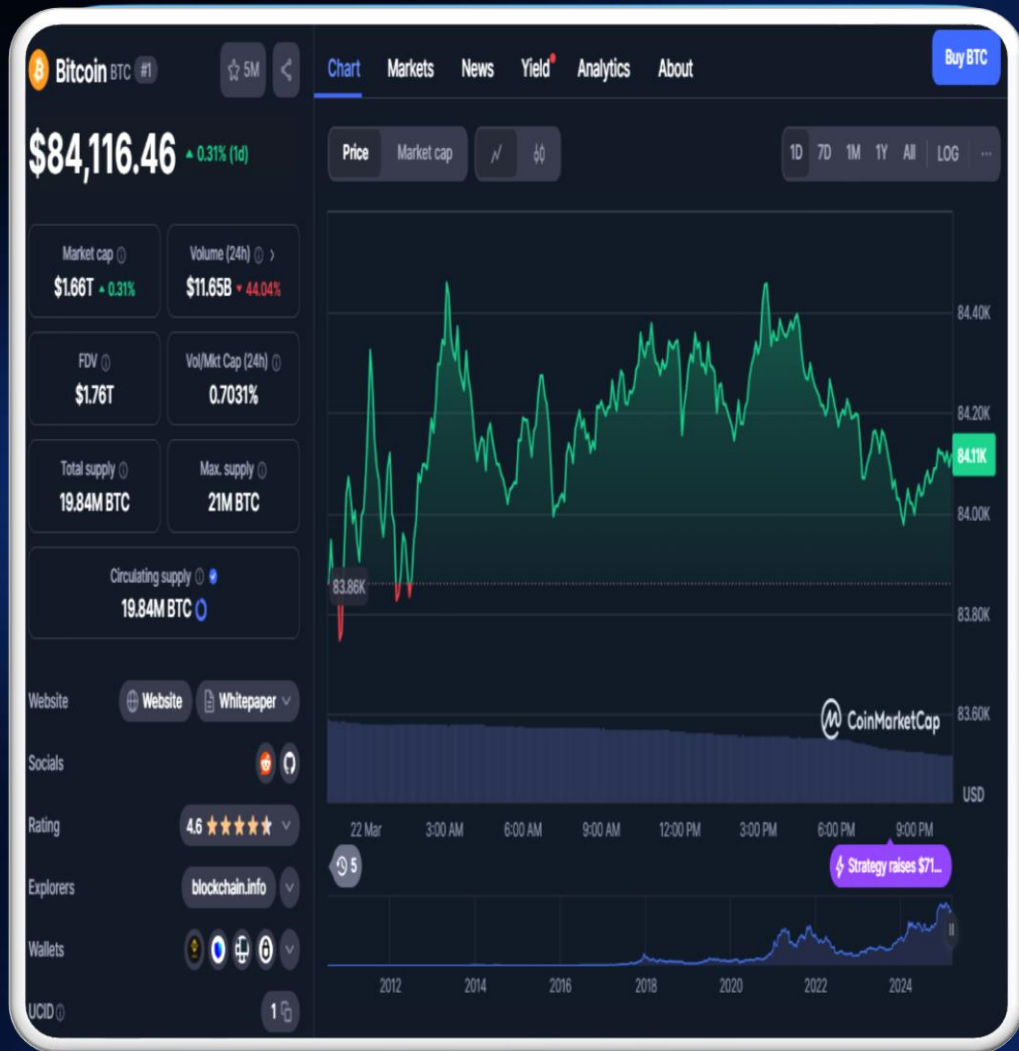 Bitcoin BTC #1
5M
$84,116.46 0.31% (1d)
Market cap
$1.66T 0.31%
Volume (24h)
$11.65B 44.04%
FDV
$1.76T
Vol/Mkt Cap (24h)
0.7031%
Total supply
19.84M BTC
Max. supply
21M BTC
Circulating supply
19.84M BTC
Website Website Whitepaper
Socials
Rating 4.6
Explorers blockchain.info
Wallets
UCID 1
Chart Markets News Yield Analytics About
Buy BTC
Price Market cap
1D 7D 1M 1Y All LOG ...
84.40K
84.20K
84.11K
84.00K
83.86K
83.80K
83.60K
CoinMarketCap
USD
22 Mar 3:00 AM 6:00 AM 9:00 AM 12:00 PM 3:00 PM 6:00 PM 9:00 PM
5
Strategy raises $71...
2012 2014 2016 2018 2020 2022 2024